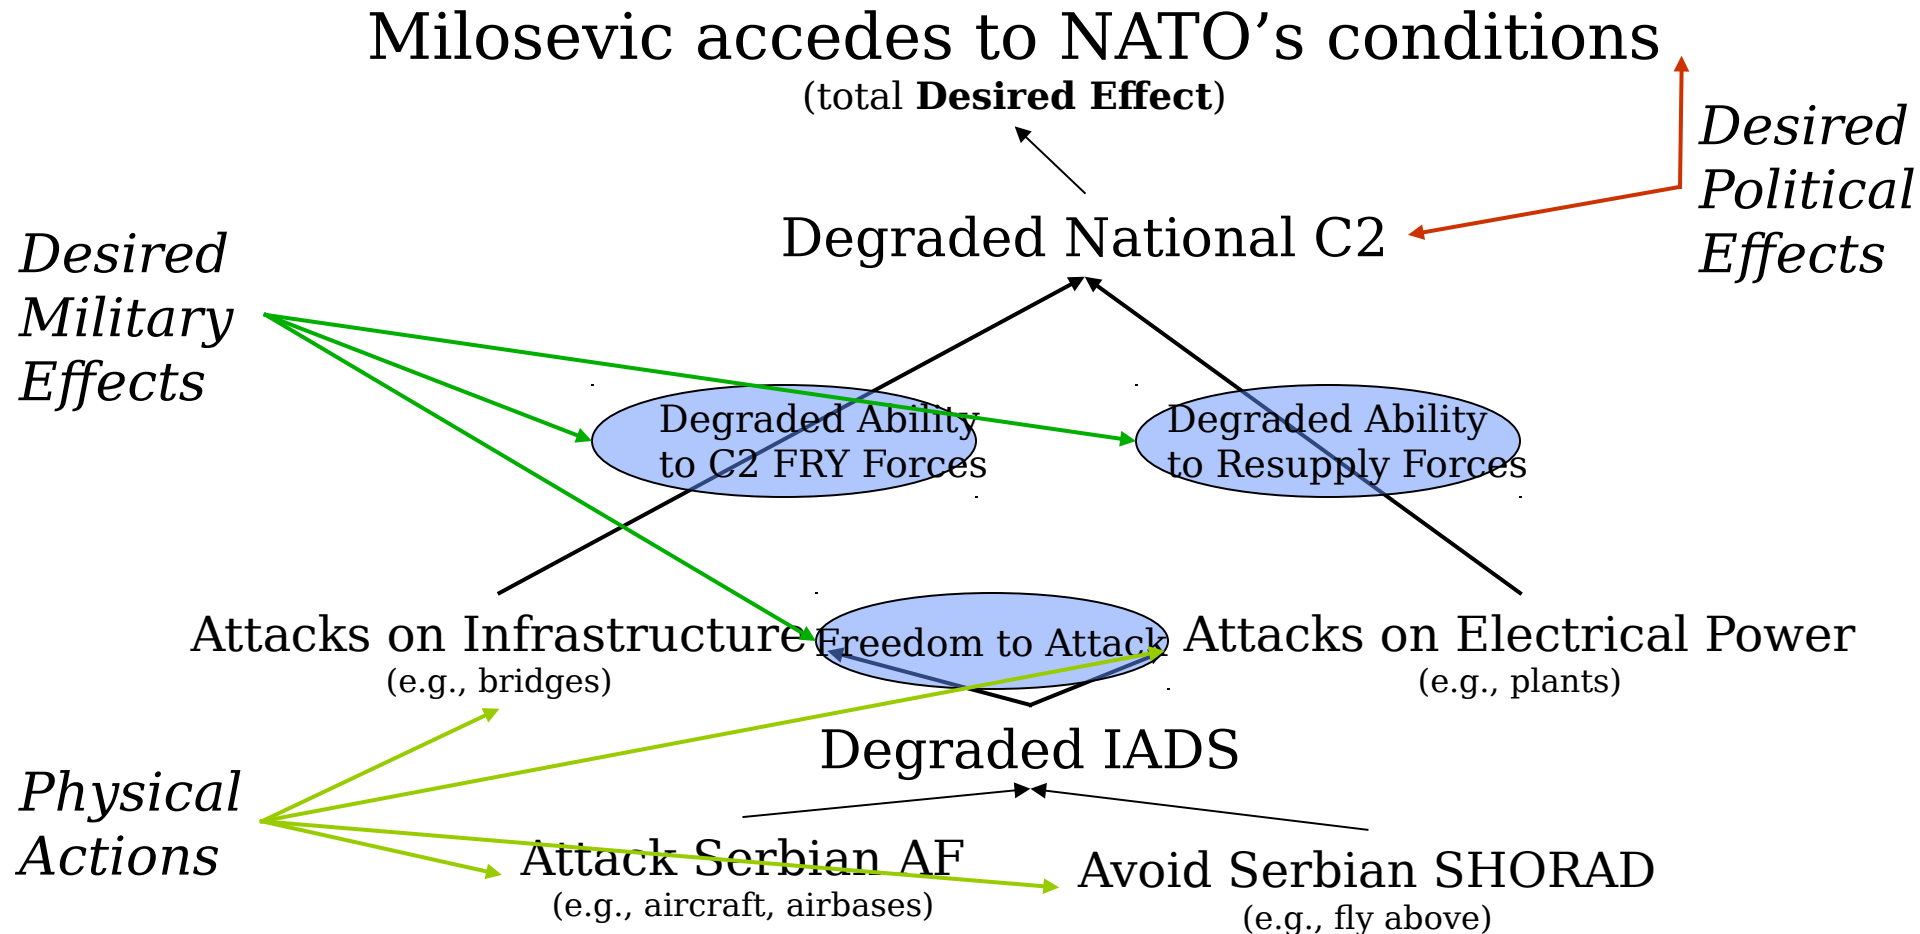 Milosevic accedes to NATO’s conditions
(total Desired Effect)
Desired
Political
Effects
Degraded National C2
Desired
Military
Effects
Degraded Ability
to C2 FRY Forces
Degraded Ability
to Resupply Forces
Attacks on Infrastructure
(e.g., bridges)
Freedom to Attack
Attacks on Electrical Power
(e.g., plants)
Degraded IADS
Physical
Actions
Attack Serbian AF
(e.g., aircraft, airbases)
Avoid Serbian SHORAD
(e.g., fly above)